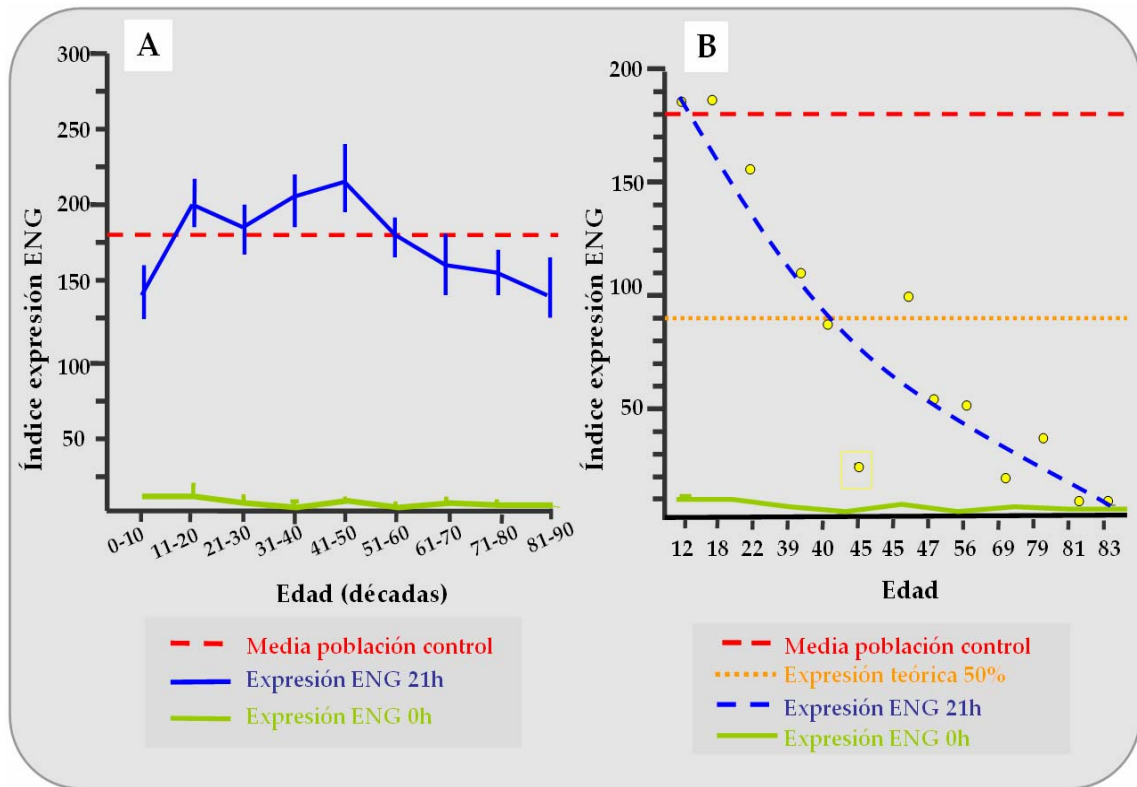 A
Índice expresión ENG
300
250
200
150
100
50
0-10
11-20
21-30
31-40
41-50
51-60
61-70
71-80
81-90
Edad (décadas)
Media población control
Expresión ENG 21h
Expresión ENG 0h
B
Índice expresión ENG
200
150
100
50
12 18 22 39 40 45 45 47 56 69 79 81 83
Edad
Media población control
Expresión teórica 50%
Expresión ENG 21h
Expresión ENG 0h